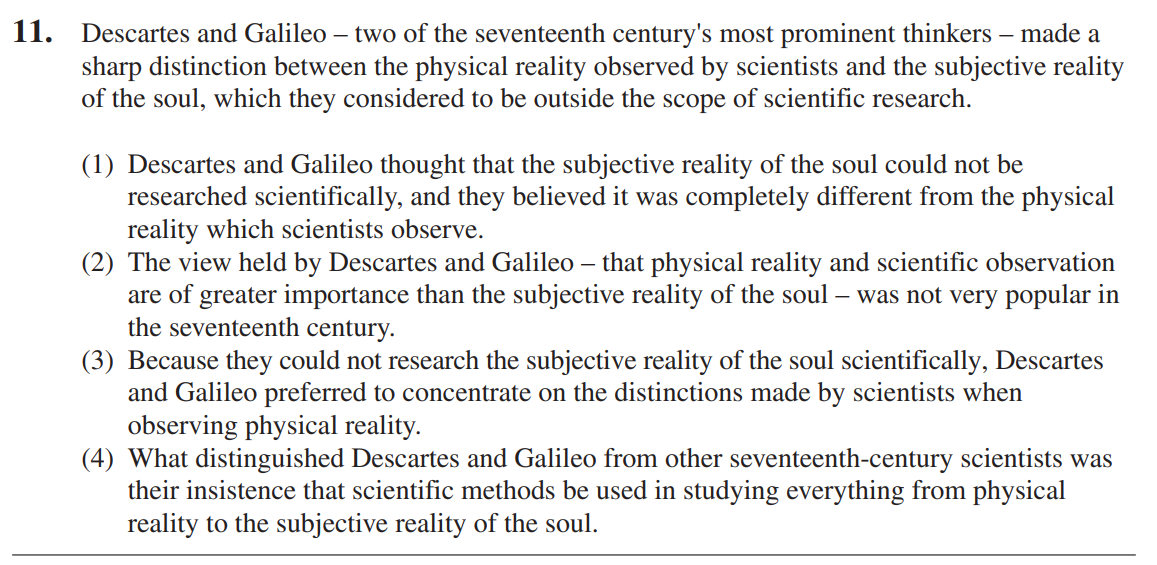 11. Descartes and Galileo – two of the seventeenth century's most prominent thinkers – made a
sharp distinction between the physical reality observed by scientists and the subjective reality
of the soul, which they considered to be outside the scope of scientific research.
(1) Descartes and Galileo thought that the subjective reality of the soul could not be
researched scientifically, and they believed it was completely different from the physical
reality which scientists observe.
(2) The view held by Descartes and Galileo – that physical reality and scientific observation
are of greater importance than the subjective reality of the soul – was not very popular in
the seventeenth century.
(3) Because they could not research the subjective reality of the soul scientifically, Descartes
and Galileo preferred to concentrate on the distinctions made by scientists when
observing physical reality.
(4) What distinguished Descartes and Galileo from other seventeenth-century scientists was
their insistence that scientific methods be used in studying everything from physical
reality to the subjective reality of the soul.